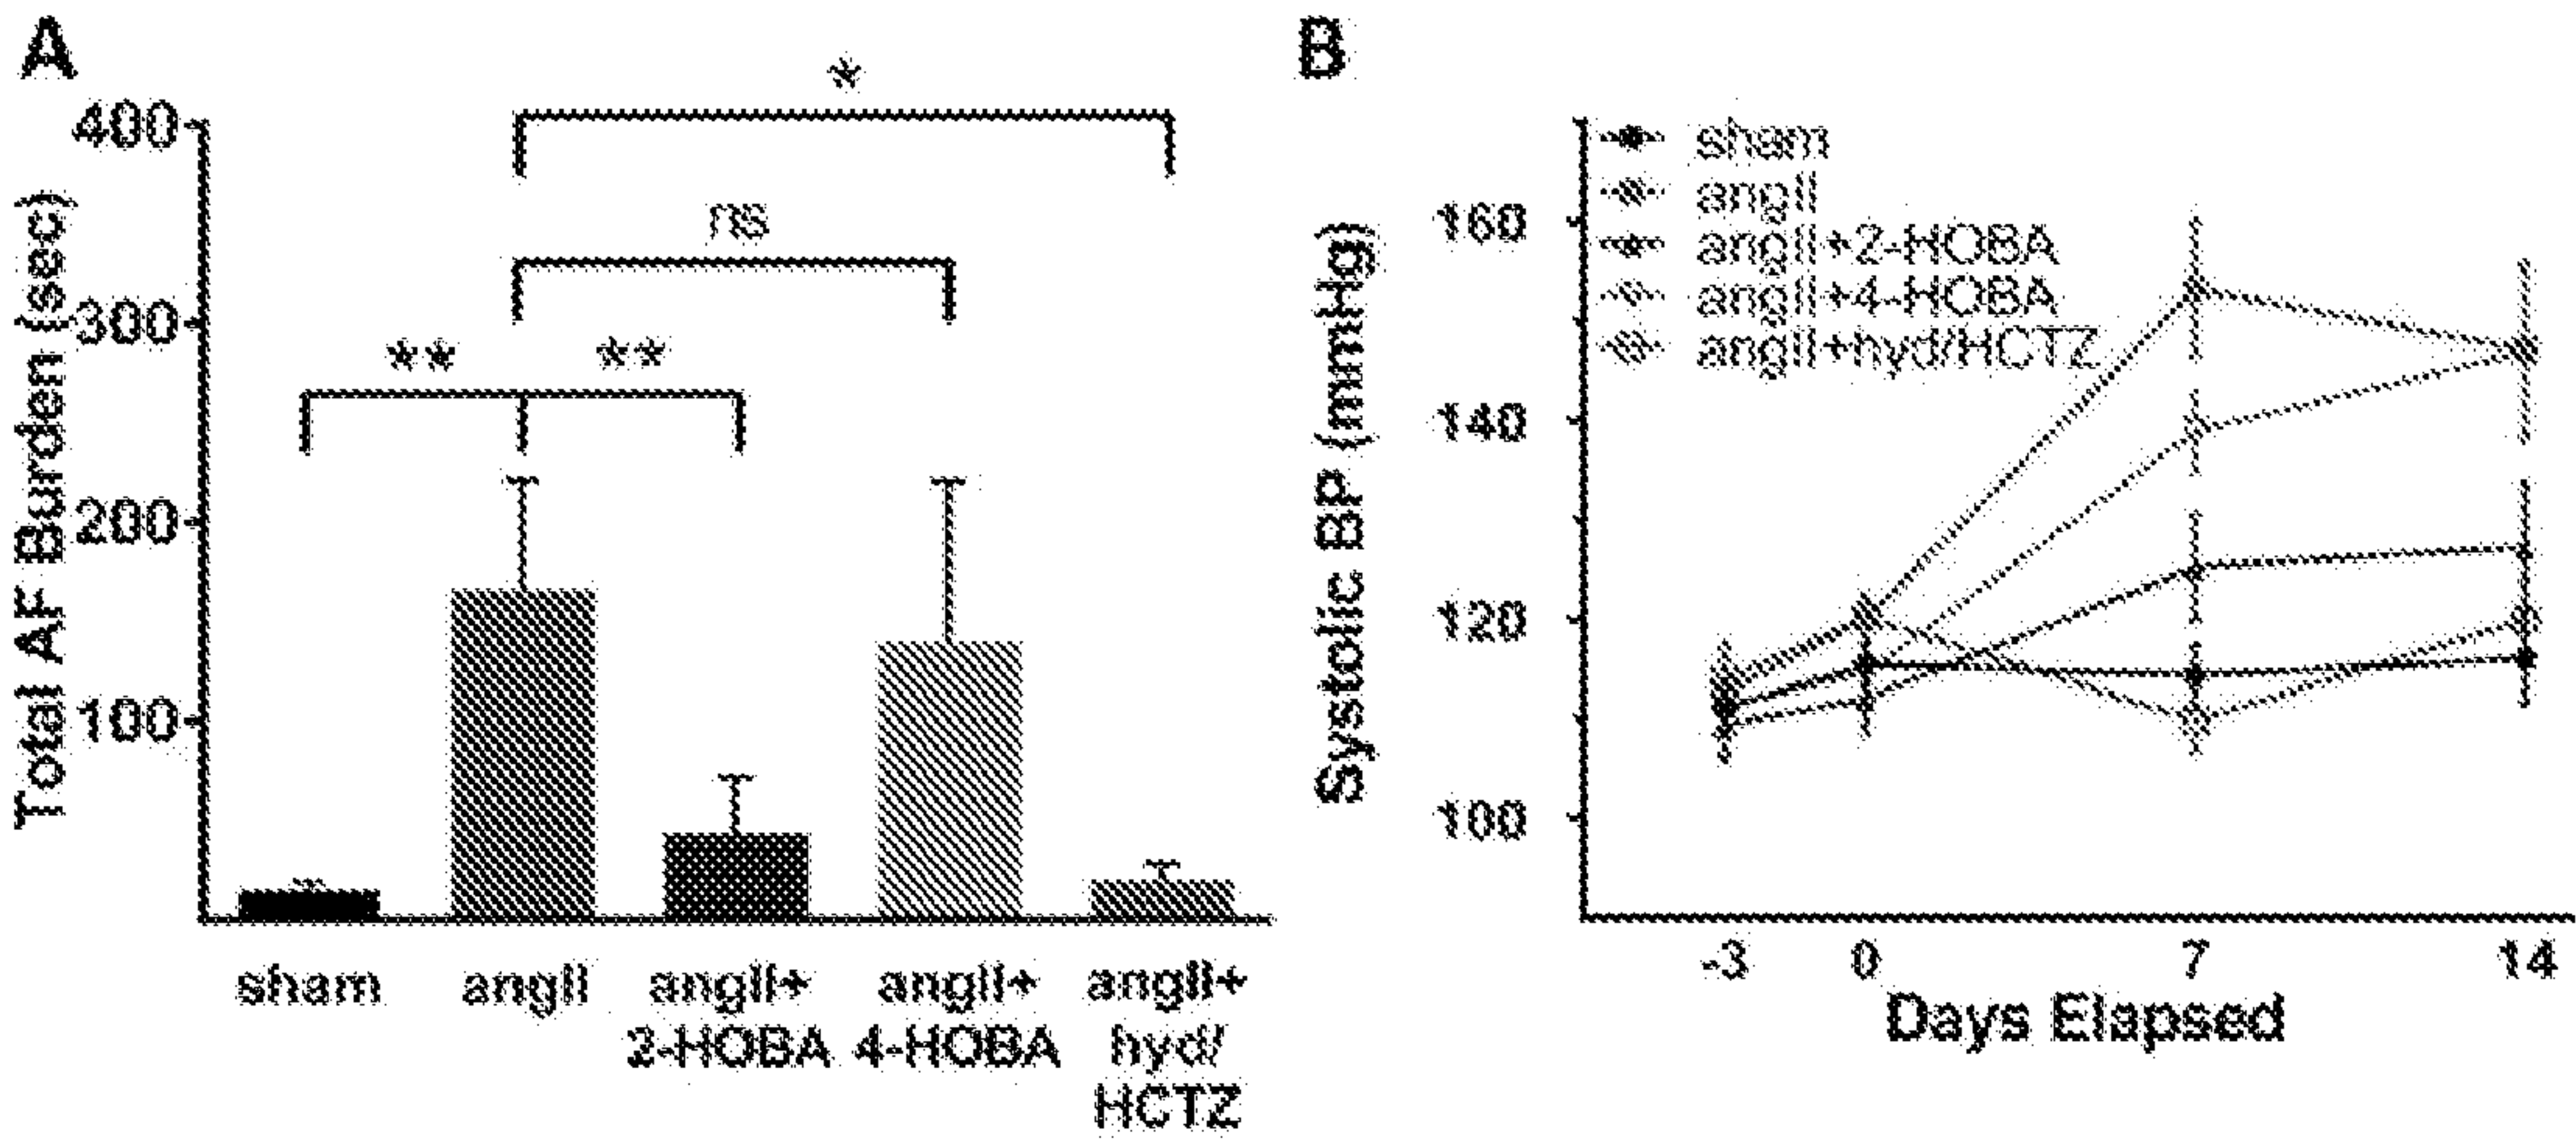 A
*
400
ns
300
** **
200
100
Total AF Burden (sec)
sham
angII
angII+
2-HOBA
angII+
4-HOBA
angII+
hyd/
HCTZ
B
sham
angII
angII+2-HOBA
angII+4-HOBA
angII+hyd/HCTZ
160
140
120
100
Systolic BP (mmHg)
-3 0 7 14
Days Elapsed